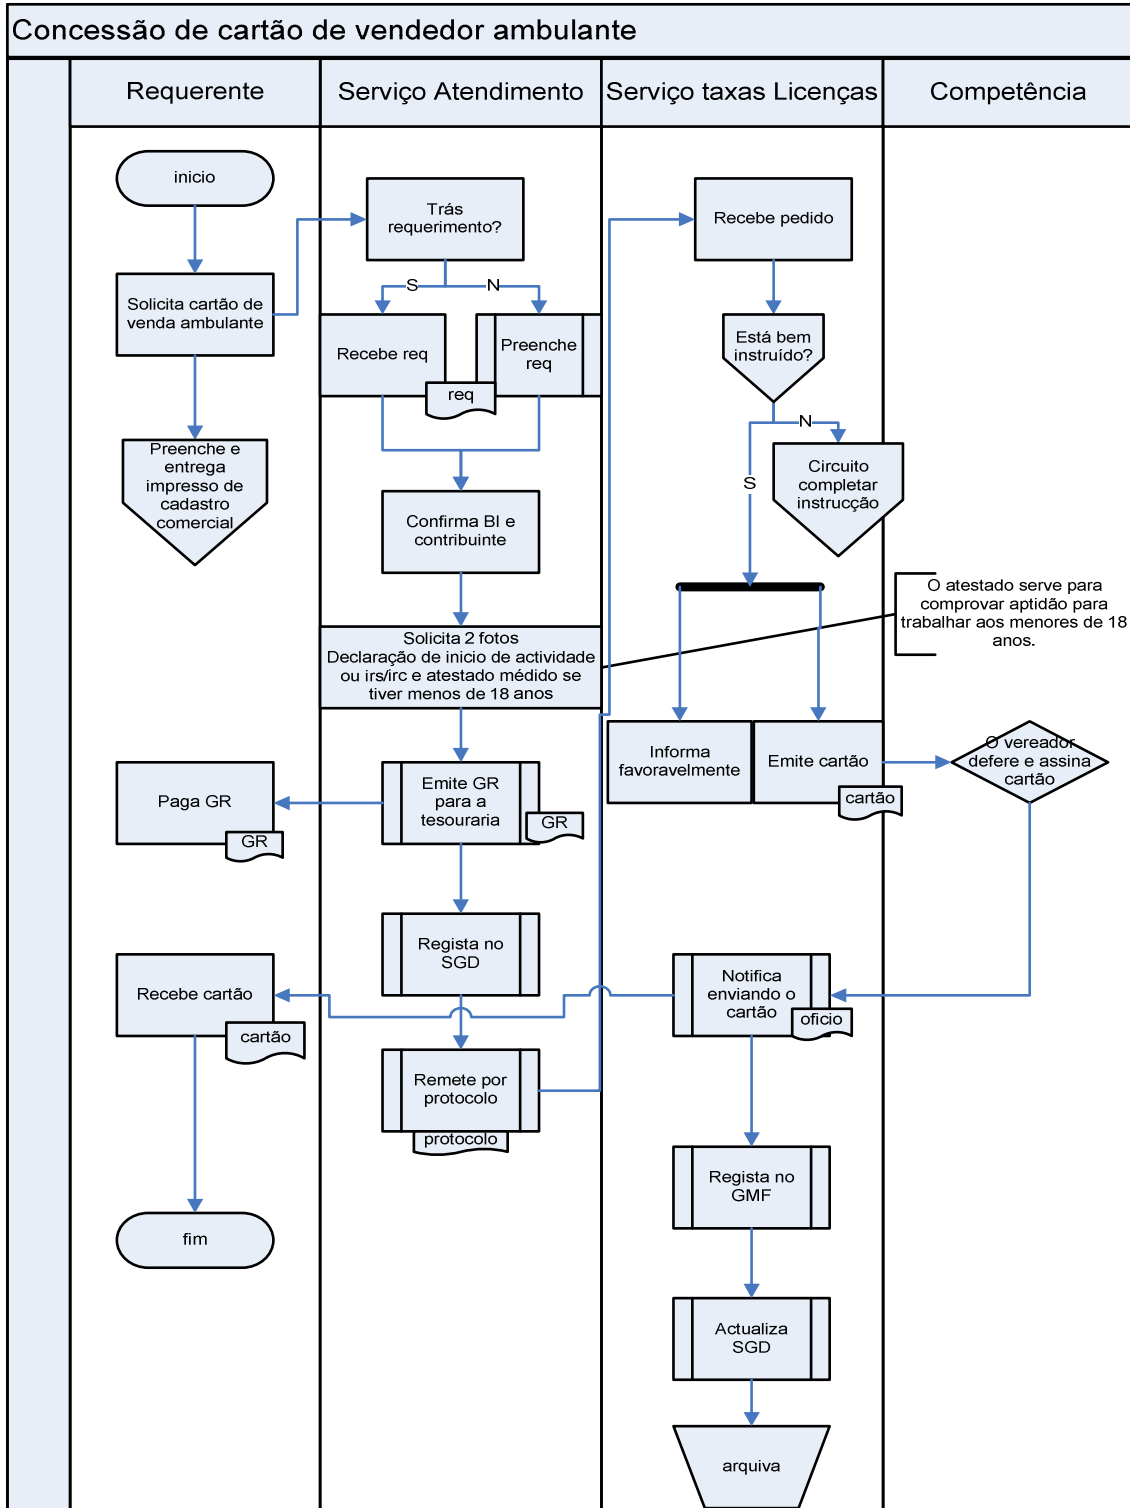 Concessão de cartão de vendedor ambulante
Requerente
Serviço Atendimento
Serviço taxas Licenças
Competência
inicio
Solicita cartão de
venda ambulante
Preenche e
entrega
impresso de
cadastro
comercial
Trás
requerimento?
S
N
Recebe req
Preenche
req
req
Confirma BI e
contribuinte
Solicita 2 fotos
Declaração de inicio de actividade
ou irs/irc e atestado médido se
tiver menos de 18 anos
Emite GR
para a
tesouraria
GR
Paga GR
GR
Regista no
SGD
Remete por
protocolo
protocolo
Recebe pedido
Está bem
instruído?
N
S
Circuito
completar
instrucção
O atestado serve para
comprovar aptidão para
trabalhar aos menores de 18
anos.
Informa
favoravelmente
Emite cartão
cartão
O vereador
defere e assina
cartão
Notifica
enviando o
cartão
oficio
Recebe cartão
cartão
fim
Regista no
GMF
Actualiza
SGD
arquiva